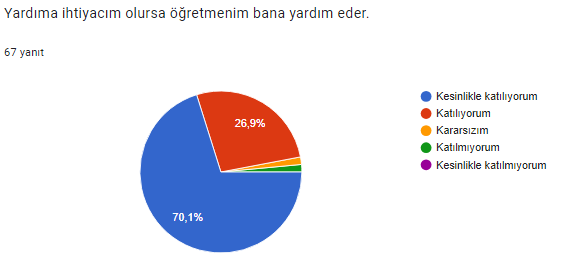 Yardıma ihtiyacım olursa öğretmenim bana yardım eder.
67 yanıt
Kesinlikle katılıyorum
Katılıyorum
Kararsızım
Katılmıyorum
Kesinlikle katılmıyorum
26,9%
70,1%